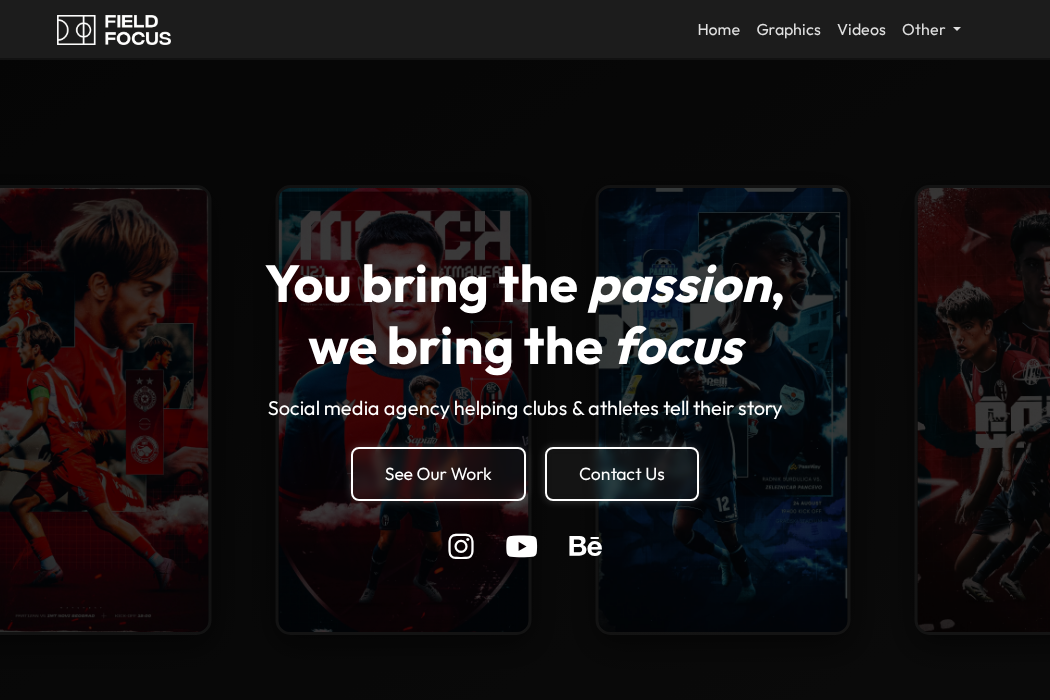 FIELD
FOCUS
Home Graphics Videos Other
You bring the passion,
we bring the focus
Social media agency helping clubs & athletes tell their story
See Our Work Contact Us
Bē
12